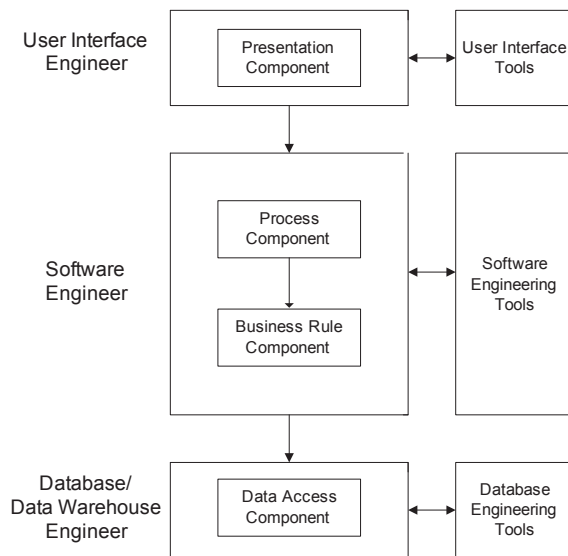 User Interface
Engineer
Presentation
Component
User Interface
Tools
Software
Engineer
Process
Component
Business Rule
Component
Software
Engineering
Tools
Database/
Data Warehouse
Engineer
Data Access
Component
Database
Engineering
Tools